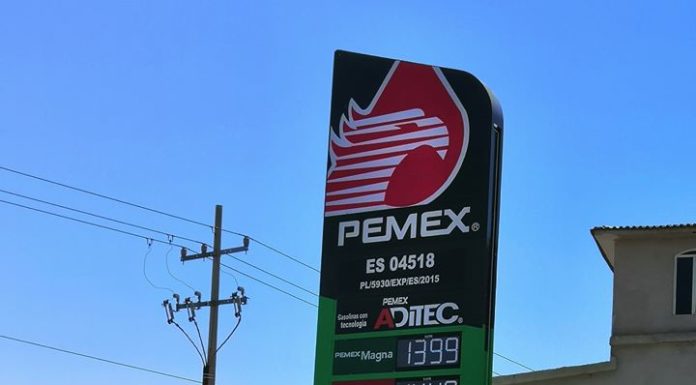 PEMEX®
ES 04518
PL/5930/EXP/ES/2015
PEMEX
Gasolinas con
tecnología
ADITEC®
PEMEX Magna 1399